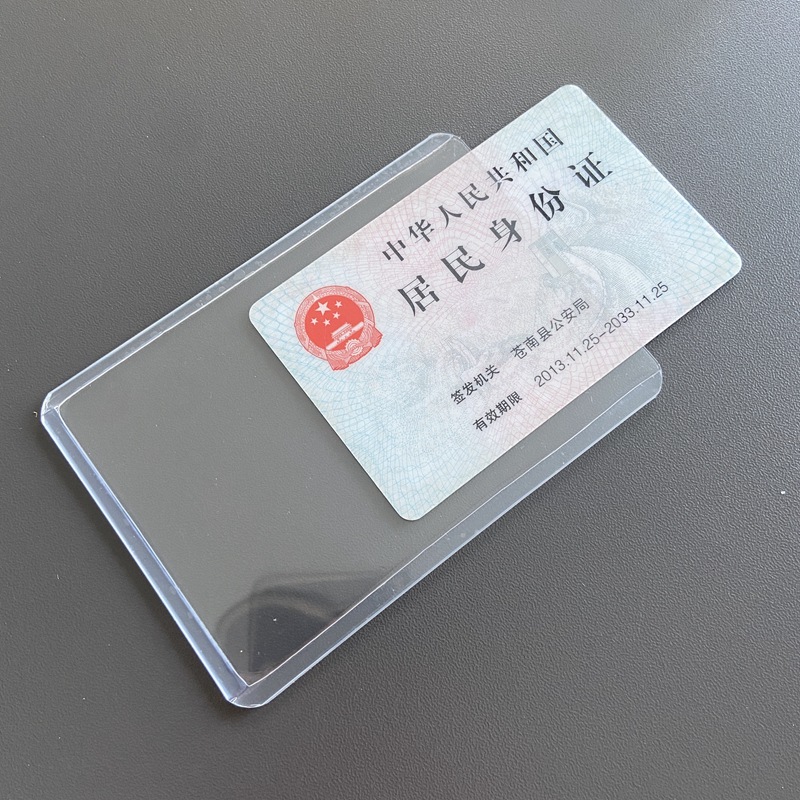 中华人民共和国
居民身份证
签发机关 苍南县公安局
有效期限 2013.11.25-2033.11.25